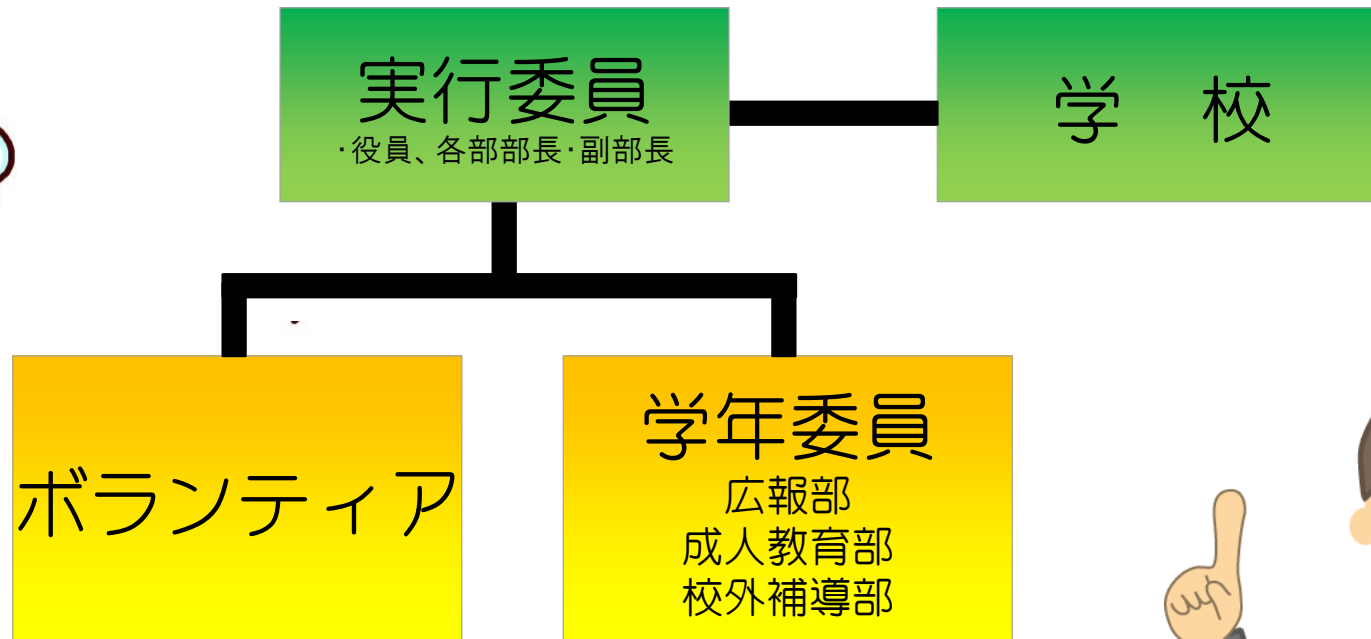 実行委員
・役員、各部部長・副部長
学　校
ボランティア
学年委員
広報部
成人教育部
校外補導部